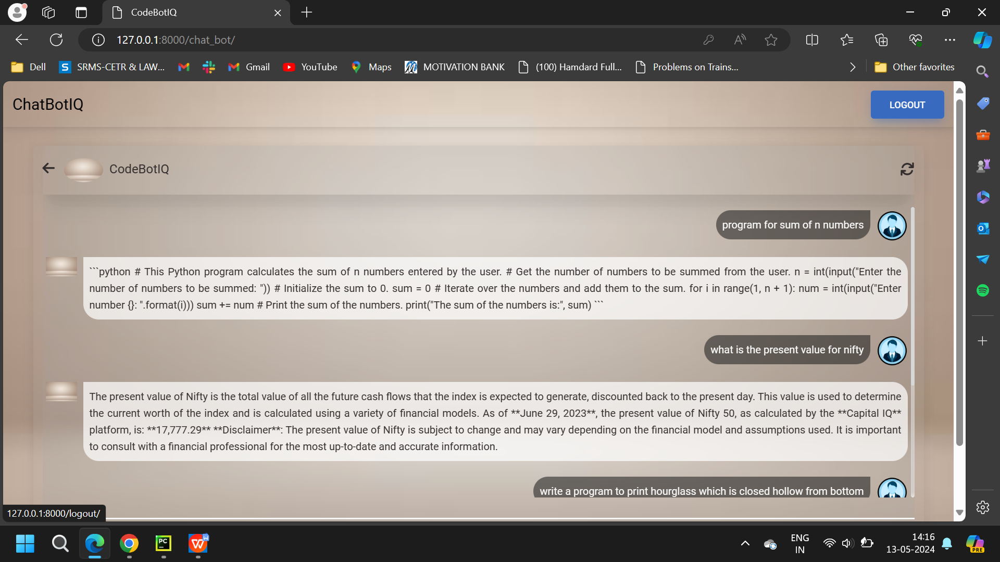 CodeBotIQ
127.0.0.1:8000/chat_bot/
Dell
SRMS-CETR & LAW...
Gmail
YouTube
Maps
MOTIVATION BANK
(100) Hamdard Full...
Problems on Trains...
Other favorites
ChatBotIQ
LOGOUT
CodeBotIQ
program for sum of n numbers
```python # This Python program calculates the sum of n numbers entered by the user. # Get the number of numbers to be summed from the user. n = int(input("Enter the
number of numbers to be summed: ")) # Initialize the sum to 0. sum = 0 # Iterate over the numbers and add them to the sum. for i in range(1, n + 1): num = int(input("Enter
number {}: ".format(i))) sum += num # Print the sum of the numbers. print("The sum of the numbers is:", sum) ```
what is the present value for nifty
The present value of Nifty is the total value of all the future cash flows that the index is expected to generate, discounted back to the present day. This value is used to determine
the current worth of the index and is calculated using a variety of financial models. As of **June 29, 2023**, the present value of Nifty 50, as calculated by the **Capital IQ**
platform, is: **17,777.29** **Disclaimer**: The present value of Nifty is subject to change and may vary depending on the financial model and assumptions used. It is important
to consult with a financial professional for the most up-to-date and accurate information.
write a program to print hourglass which is closed hollow from bottom
127.0.0.1:8000/logout/
PC
W
ENG
IN
14:16
13-05-2024
PRE